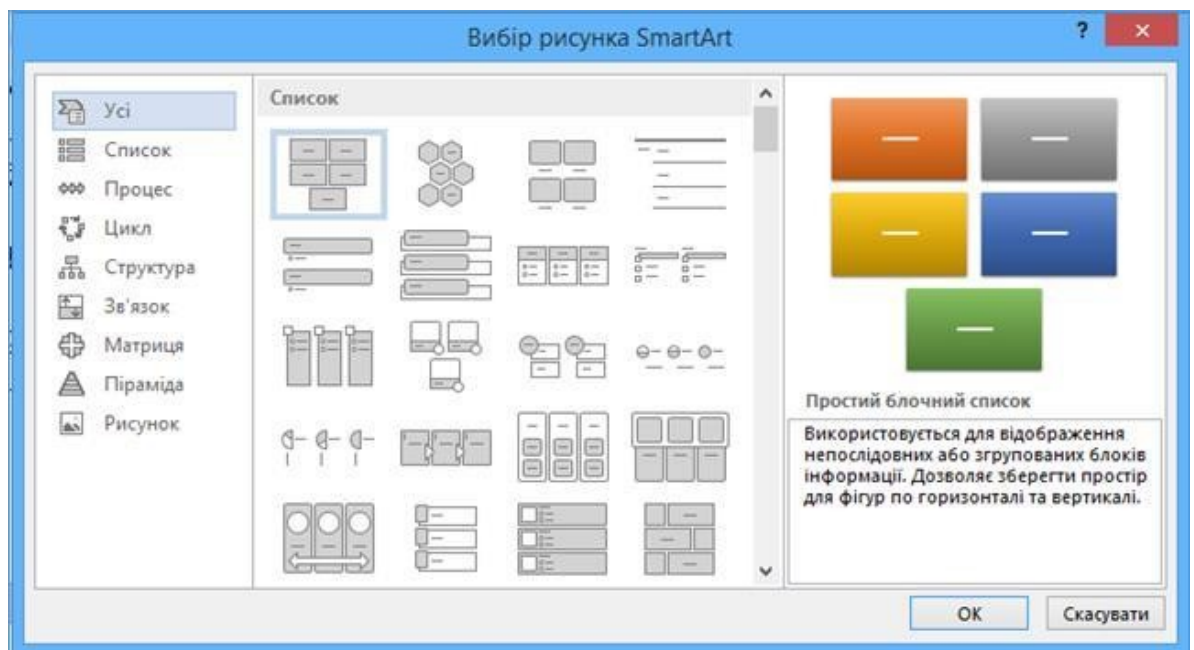 Вибір рисунка SmartArt
?
Усі
Список
Процес
Цикл
Структура
Зв'язок
Матриця
Піраміда
Рисунок
Список
Простий блочний список
Використовується для відображення
непослідовних або згрупованих блоків
інформації. Дозволяє зберегти простір
для фігур по горизонталі та вертикалі.
ОК
Скасувати